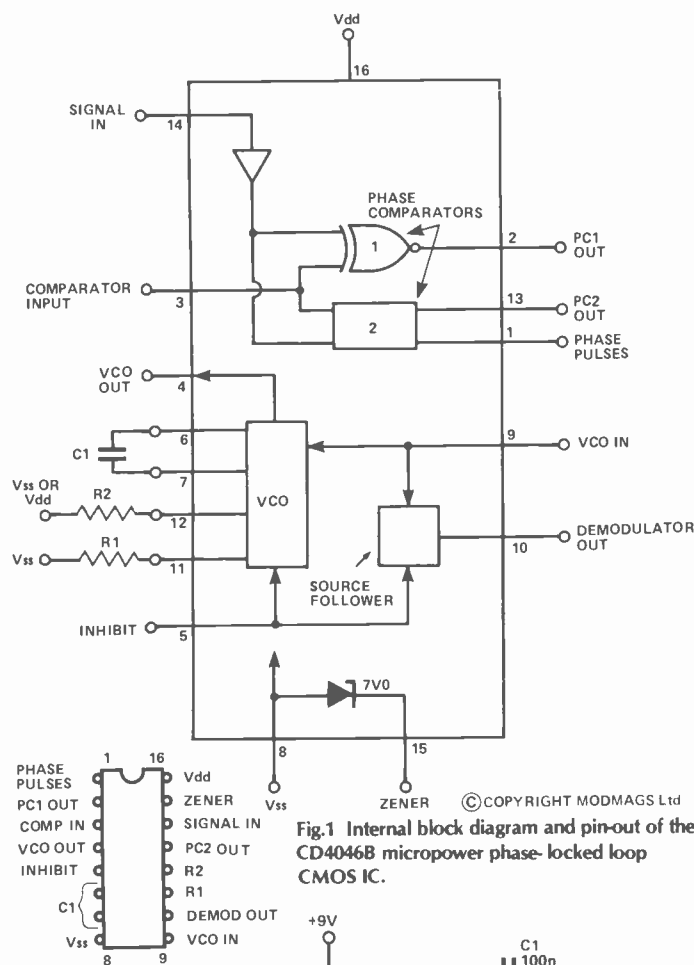 Vdd
16
SIGNAL
IN
14
PHASE
COMPARATORS
1
2
PC1
OUT
COMPARATOR
INPUT
3
2
13
PC2
OUT
1
PHASE
PULSES
VCO
OUT
4
6
C1
7
VCO
9
VCO IN
Vss OR
Vdd
R2
12
Vss
R1
11
10
DEMODULATOR
OUT
SOURCE
FOLLOWER
INHIBIT
5
7V0
8
15
Vss
ZENER
©COPYRIGHT MODMAGS Ltd
Fig.1 Internal block diagram and pin-out of the
CD4046B micropower phase-locked loop
CMOS IC.
1 16
PHASE
PULSES
Vdd
PC1 OUT
ZENER
COMP IN
SIGNAL IN
VCO OUT
PC2 OUT
INHIBIT
R2
C1
R1
DEMOD OUT
Vss
VCO IN
8 9
+9V
C1
100n